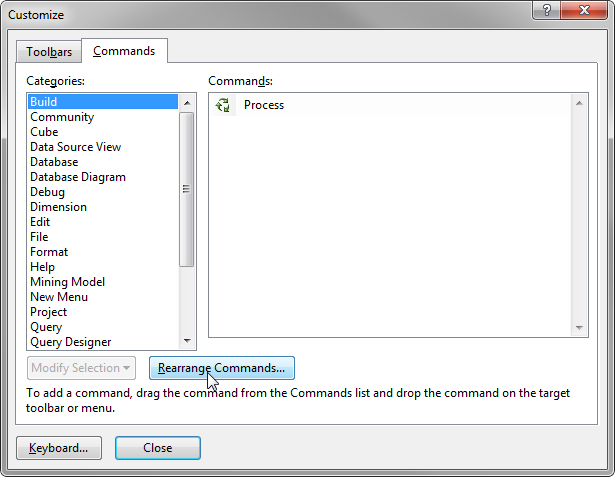 Customize
Toolbars
Commands
Categories:
Commands:
Build
Community
Cube
Data Source View
Database
Database Diagram
Debug
Dimension
Edit
File
Format
Help
Mining Model
New Menu
Project
Query
Query Designer
Process
Modify Selection
Rearrange Commands...
To add a command, drag the command from the Commands list and drop the command on the target
toolbar or menu.
Keyboard...
Close